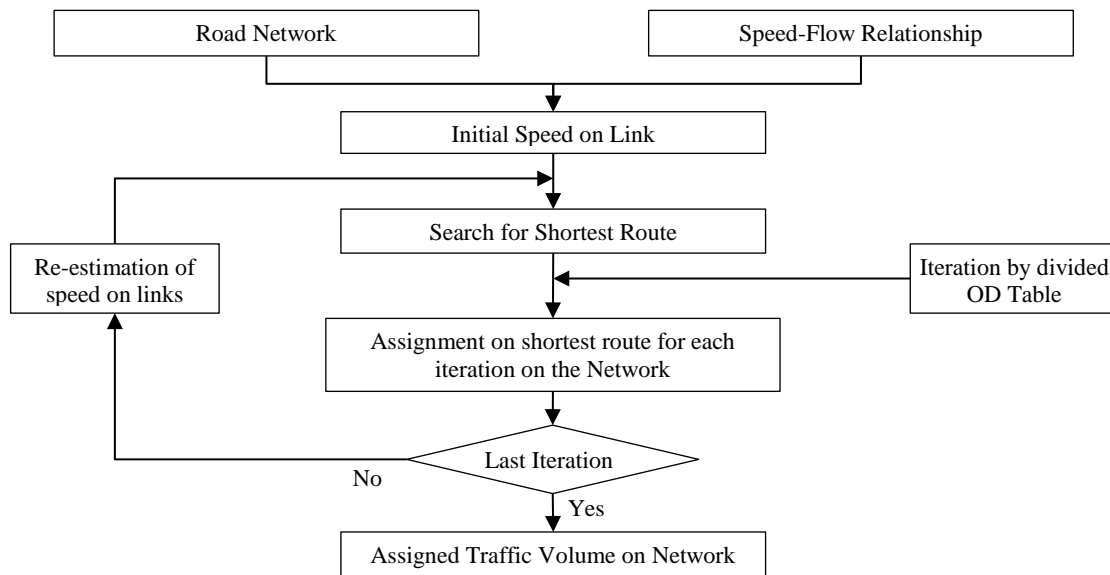 Road Network
Speed-Flow Relationship
Initial Speed on Link
Search for Shortest Route
Re-estimation of
speed on links
Iteration by divided
OD Table
Assignment on shortest route for each
iteration on the Network
Last Iteration
No
Yes
Assigned Traffic Volume on Network